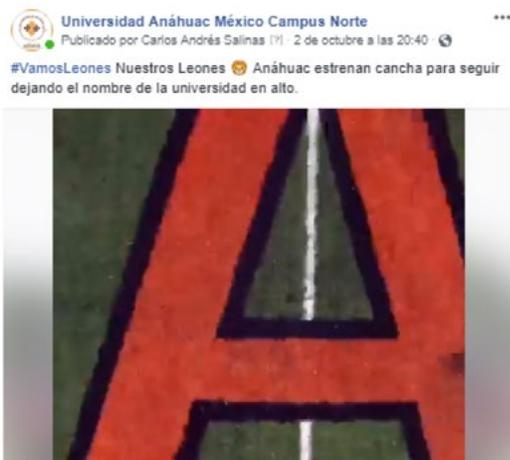 Universidad Anáhuac México Campus Norte
Publicado por Carlos Andrés Salinas [?] · 2 de octubre a las 20:40 ·
#VamosLeones Nuestros Leones 🦁 Anáhuac estrenan cancha para seguir
dejando el nombre de la universidad en alto.
A